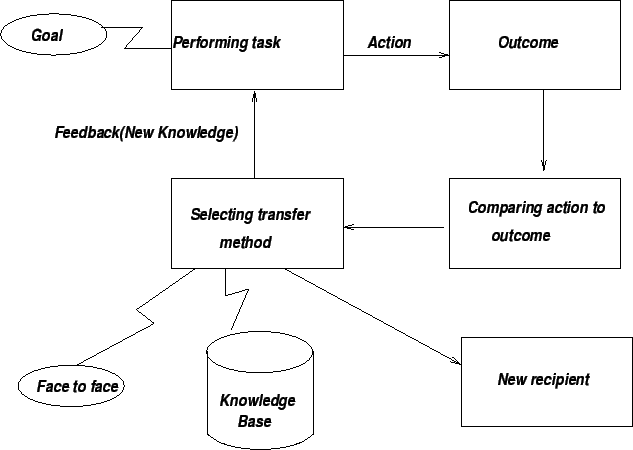 Goal
Performing task
Action
Outcome
Feedback(New Knowledge)
Selecting transfer
method
Comparing action to
outcome
Face to face
Knowledge
Base
New recipient